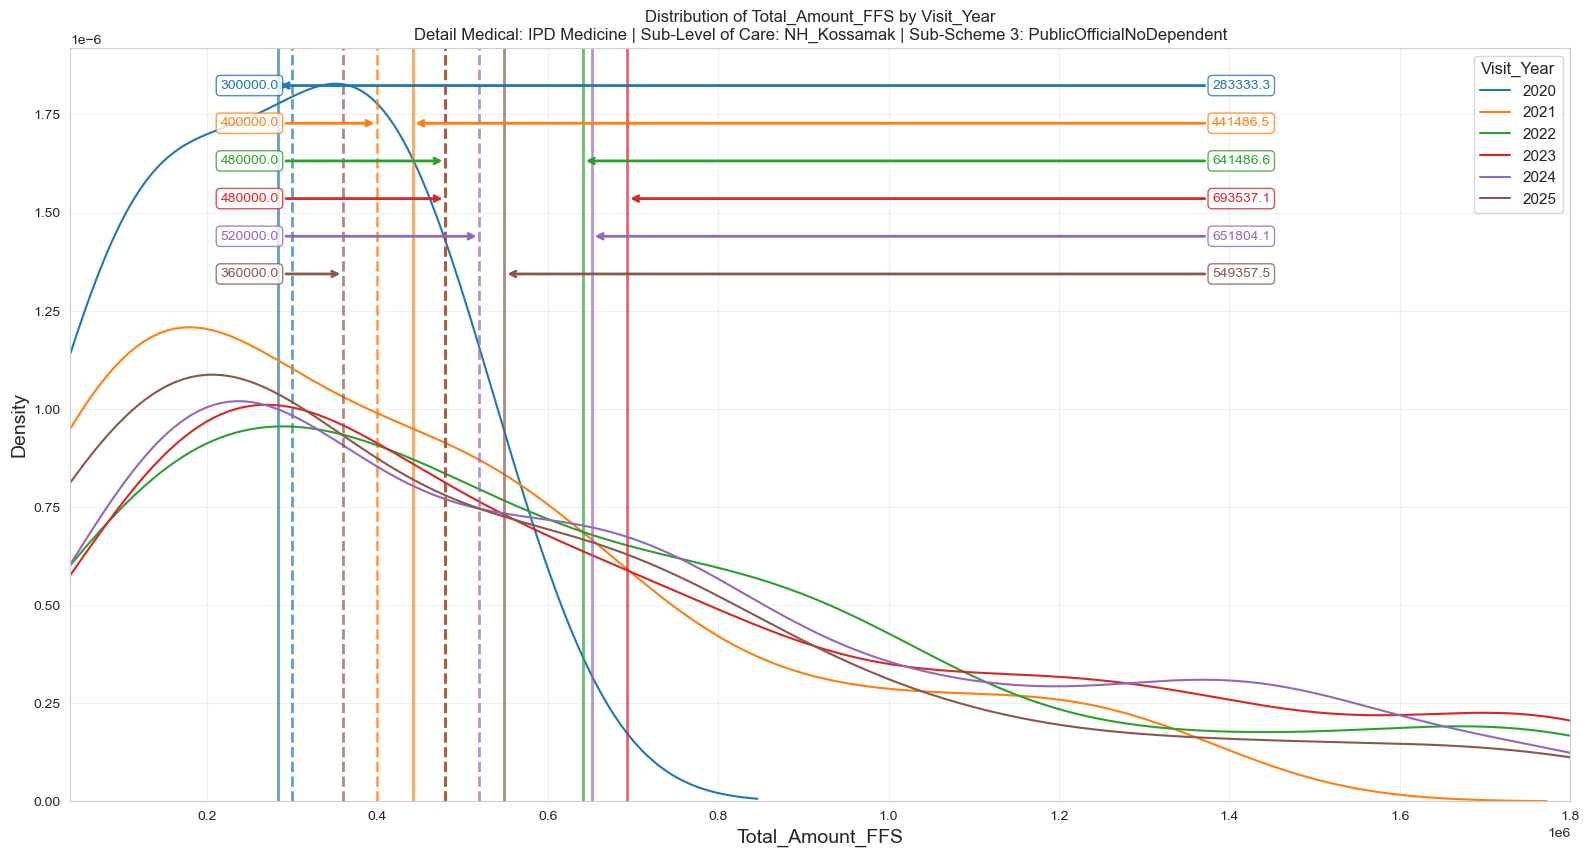 Distribution of Total_Amount_FFS by Visit_Year
Detail Medical: IPD Medicine | Sub-Level of Care: NH_Kossamak | Sub-Scheme 3: PublicOfficialNoDependent
1e−6
Visit_Year
2020
2021
2022
2023
2024
2025
300000.0 283333.3
400000.0 441486.5
480000.0 641486.6
480000.0 693537.1
520000.0 651804.1
360000.0 549357.5
Density
1.75
1.50
1.25
1.00
0.75
0.50
0.25
0.00
0.2 0.4 0.6 0.8 1.0 1.2 1.4 1.6 1.8
1e6
Total_Amount_FFS